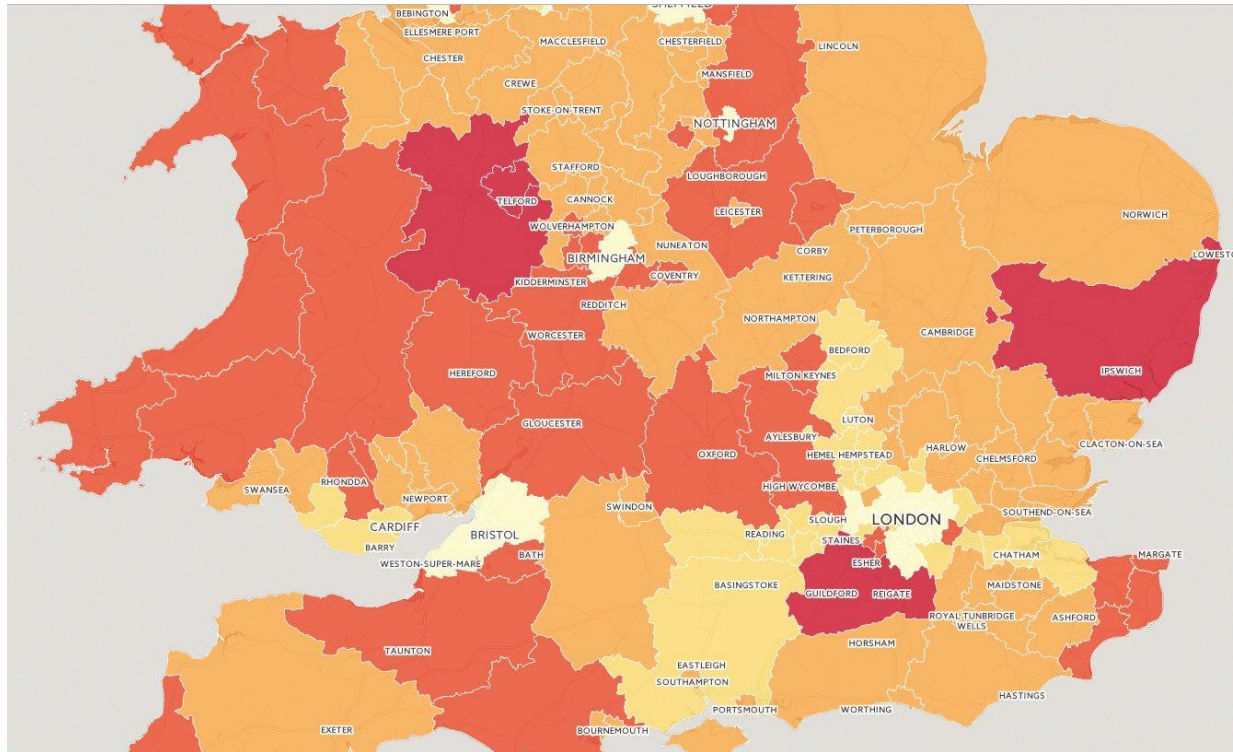 SHEFFIELD
BEBINGTON
ELLESMERE PORT
MACCLESFIELD
CHESTERFIELD
LINCOLN
CHESTER
MANSFIELD
CREWE
STOKE-ON-TRENT
NOTTINGHAM
STAFFORD
LOUGHBOROUGH
TELFORD
CANNOCK
LEICESTER
NORWICH
WOLVERHAMPTON
PETERBOROUGH
NUNEATON
CORBY
LOWEST
BIRMINGHAM
COVENTRY
KETTERING
KIDDERMINSTER
REDDITCH
NORTHAMPTON
WORCESTER
CAMBRIDGE
BEDFORD
HEREFORD
MILTON KEYNES
IPSWICH
GLOUCESTER
LUTON
AYLESBURY
CLACTON-ON-SEA
OXFORD
HEMEL HEMPSTEAD
HARLOW
CHELMSFORD
RHONDDA
HIGH WYCOMBE
SWANSEA
NEWPORT
SWINDON
SOUTHEND-ON-SEA
CARDIFF
SLOUGH
LONDON
BRISTOL
READING
STAINES
BARRY
BATH
CHATHAM
MARGATE
WESTON-SUPER-MARE
ESHER
BASINGSTOKE
MAIDSTONE
GUILDFORD
REIGATE
ROYAL TUNBRIDGE
WELLS
ASHFORD
HORSHAM
TAUNTON
EASTLEIGH
SOUTHAMPTON
HASTINGS
PORTSMOUTH
WORTHING
EXETER
BOURNEMOUTH